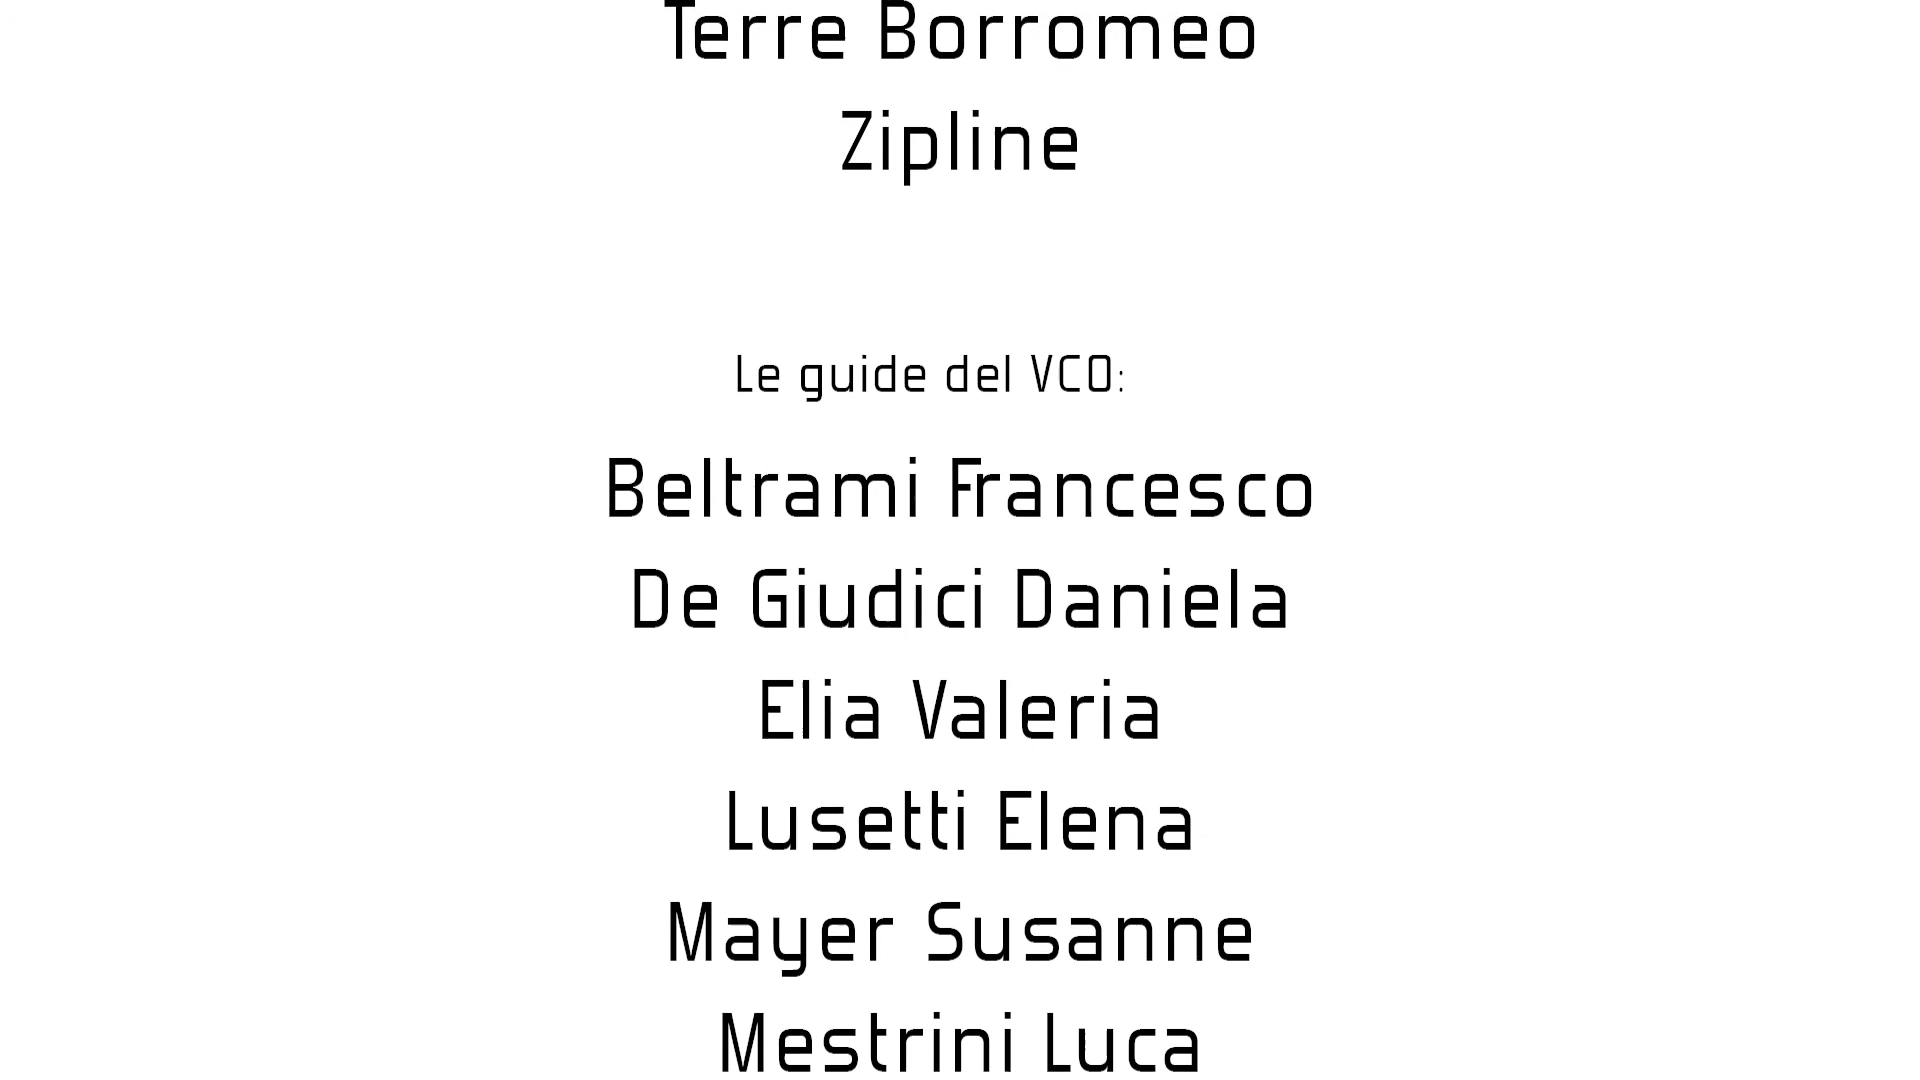 Terre Borromeo
Zipline
Le guide del VCO:
Beltrami Francesco
De Giudici Daniela
Elia Valeria
Lusetti Elena
Mayer Susanne
Mestrini Luca